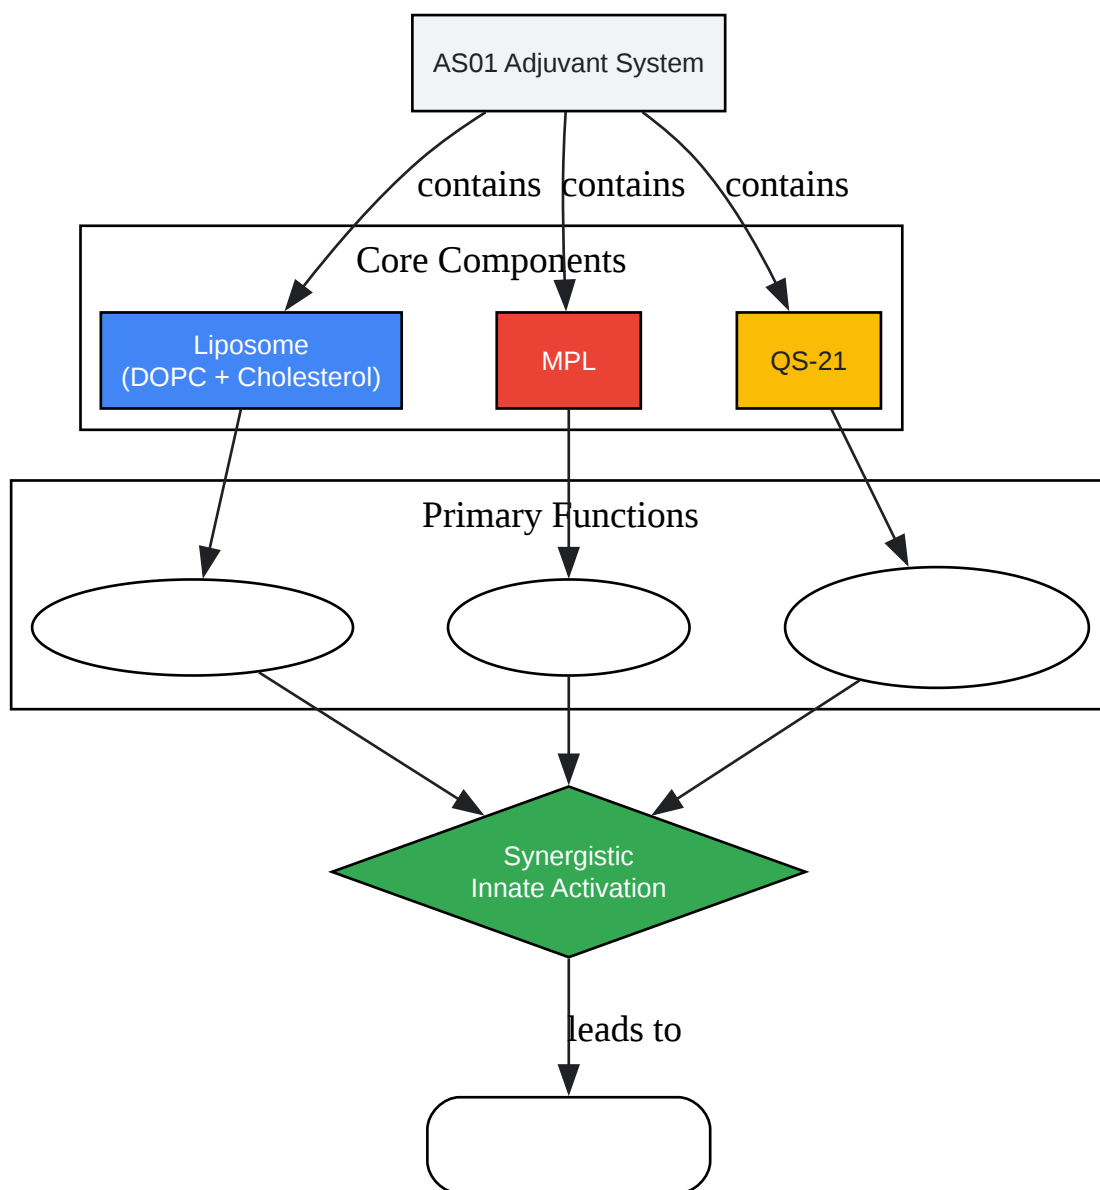 AS01 Adjuvant System
contains contains contains
Core Components
Liposome
(DOPC + Cholesterol)
MPL
QS-21
Primary Functions
Synergistic
Innate Activation
leads to